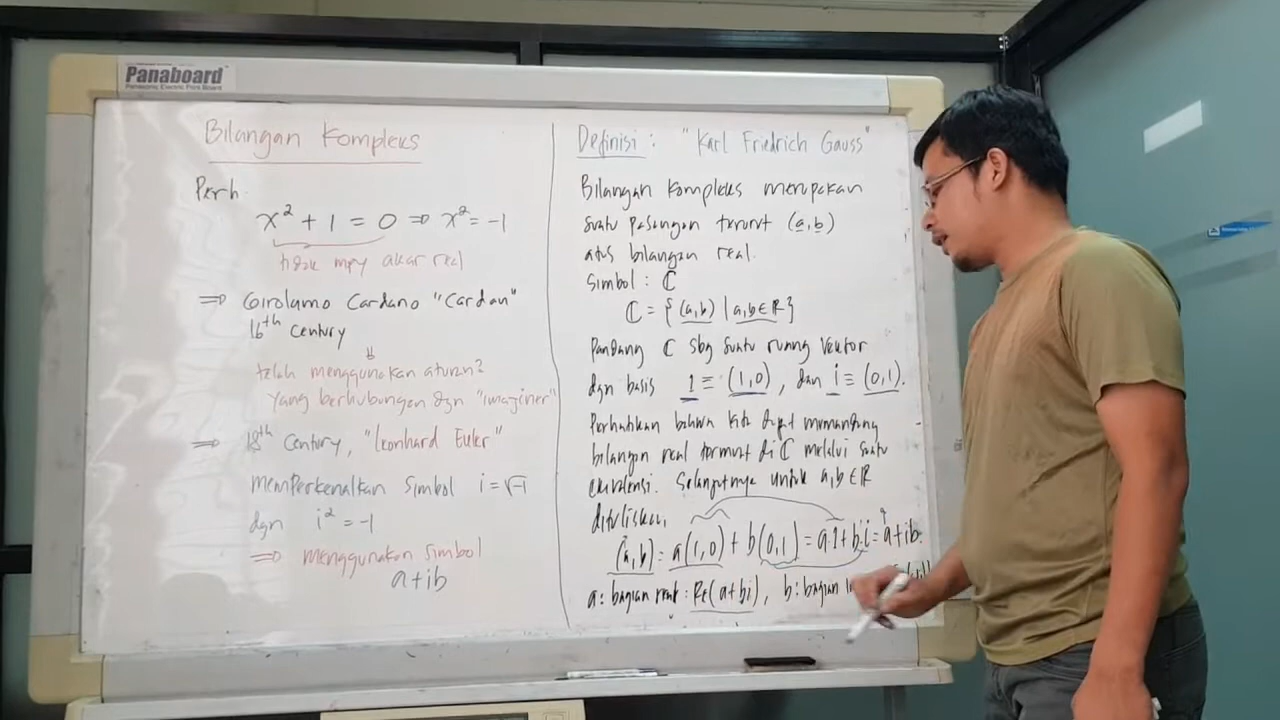 Panaboard
Panasonic Electric Print Board
Bilangan Kompleks
Perh.
x² + 1 = 0 ⇒ x² = -1
tidak mpy akar real
⇒ Girolamo Cardano "Cardan"
16th Century
telah menggunakan aturan²
yang berhubungan dgn "imaginer"
⇒ 18th Century, "Leonhard Euler"
memperkenalkan simbol i = √-1
dgn i² = -1
⇒ menggunakan simbol
a+ib
Definisi : "Karl Friedrich Gauss"
Bilangan kompleks merupakan
suatu pasangan terurut (a,b)
atas bilangan real.
Simbol : ℂ
ℂ = {(a,b) | a,b∈ℝ}
Pandang ℂ sbg suatu ruang vektor
dgn basis 1 ≡ (1,0), dan i ≡ (0,1).
Perhatikan bahwa kita dapat memandang
bilangan real termuat di ℂ melalui suatu
ekivalensi. Selanjutnya untuk a,b∈ℝ
dituliskan,
(a,b) = a(1,0) + b(0,1) = a.1+b.i = a+ib.
a : bagian real : Re(a+bi), b : bagian